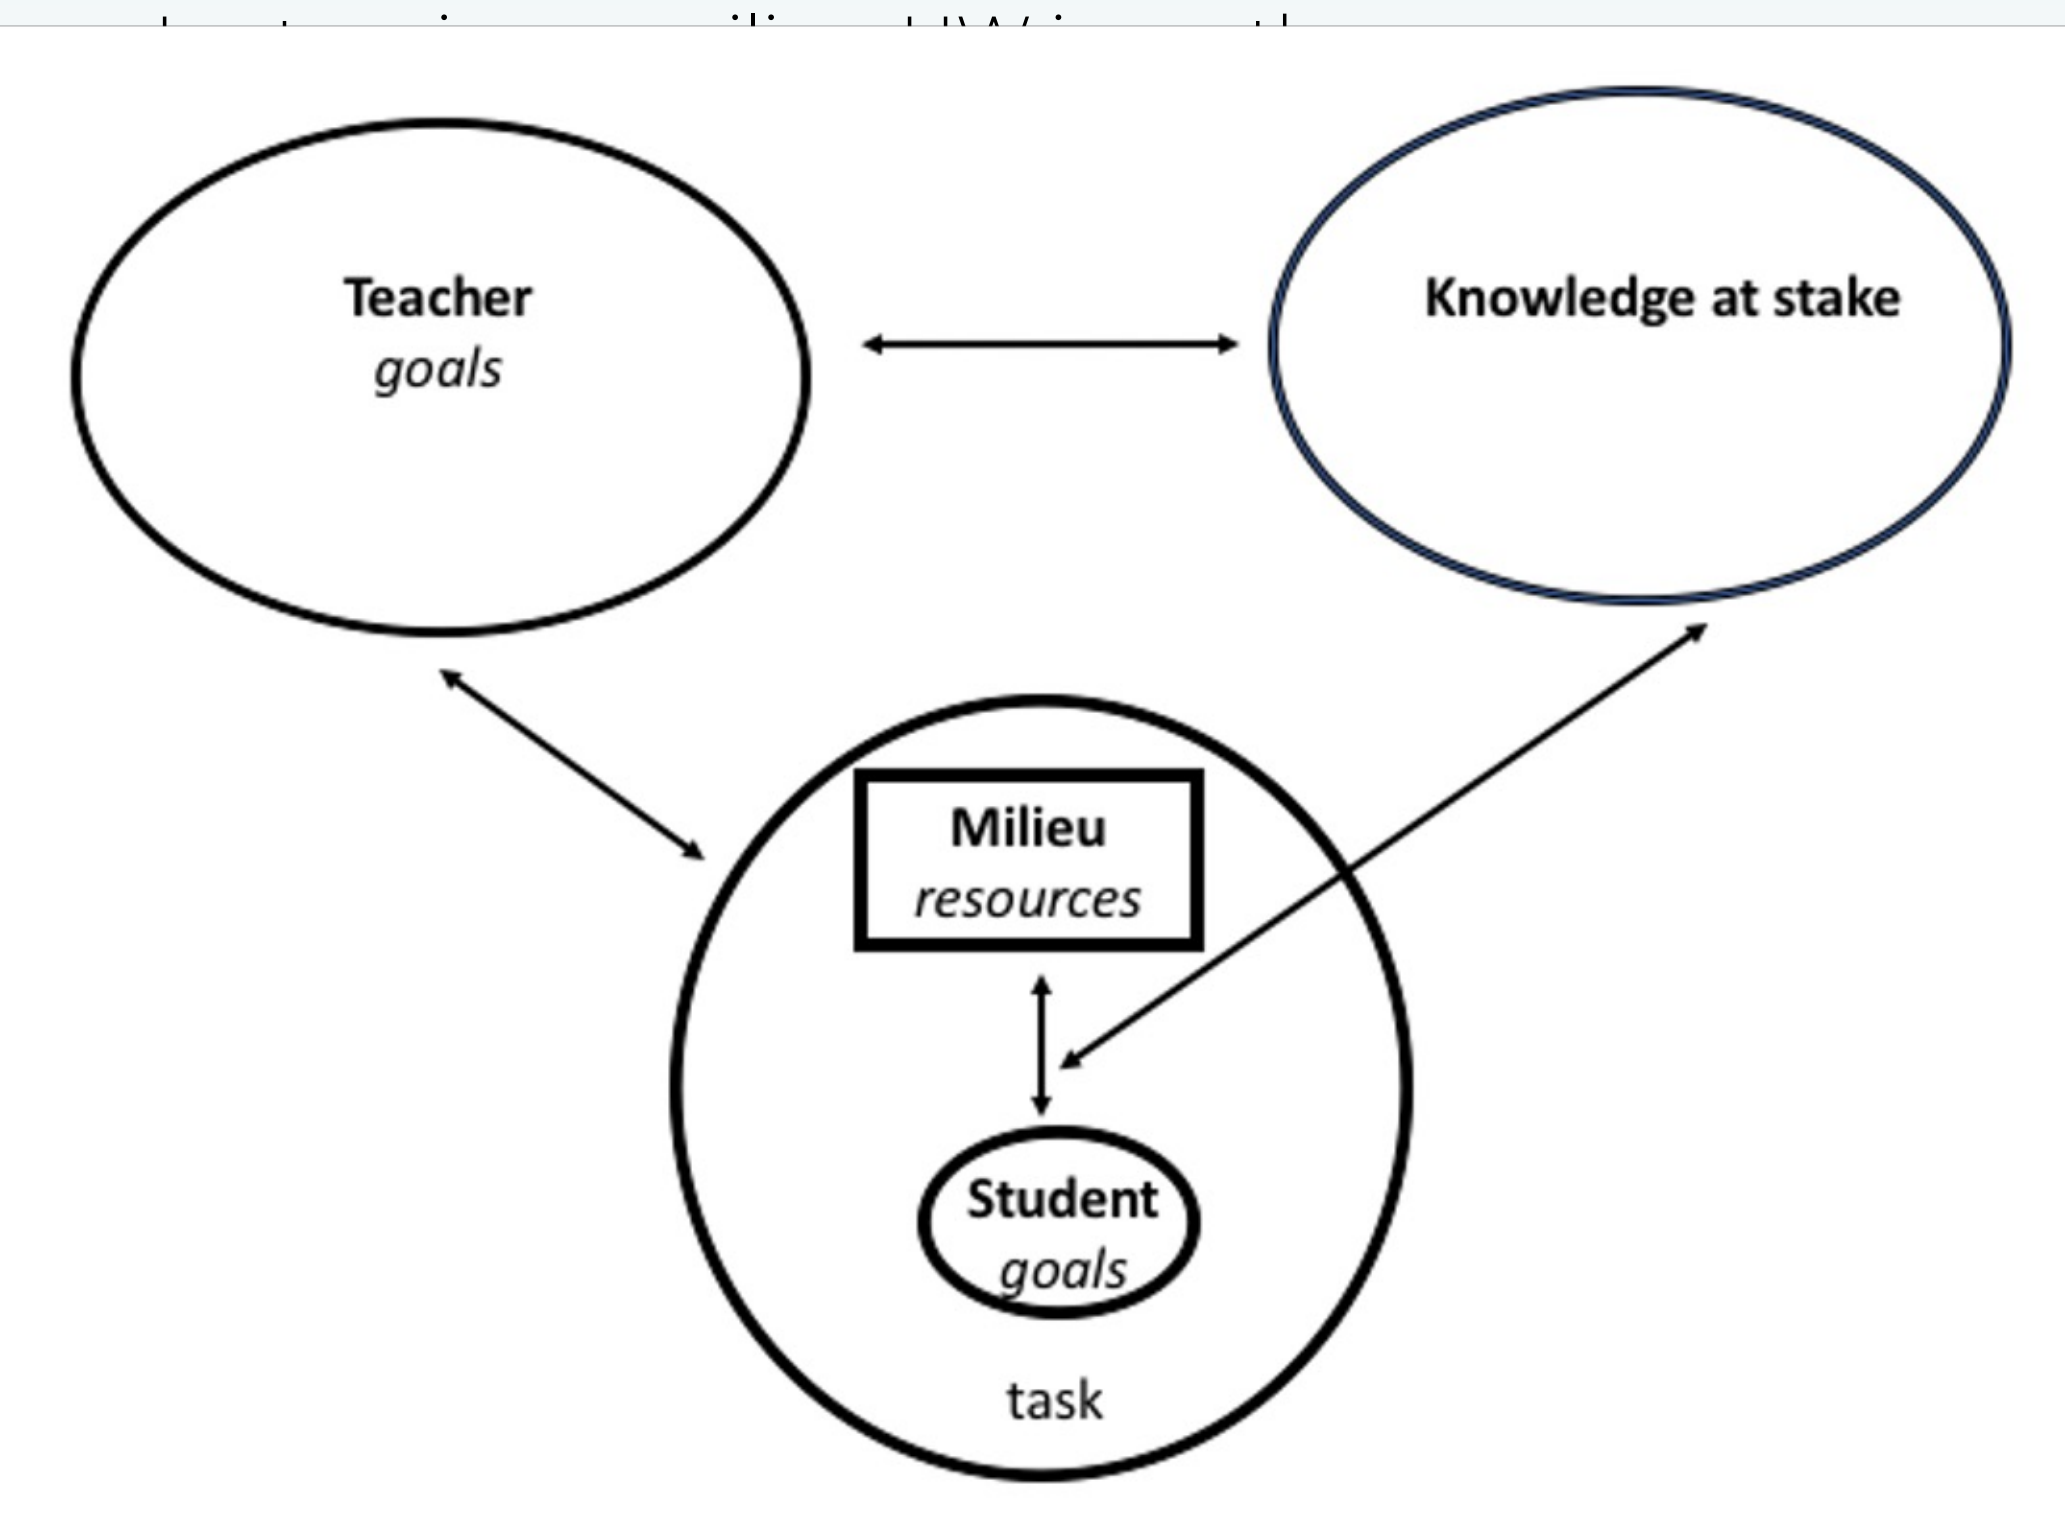 Teacher
goals
Knowledge at stake
Milieu
resources
Student
goals
task